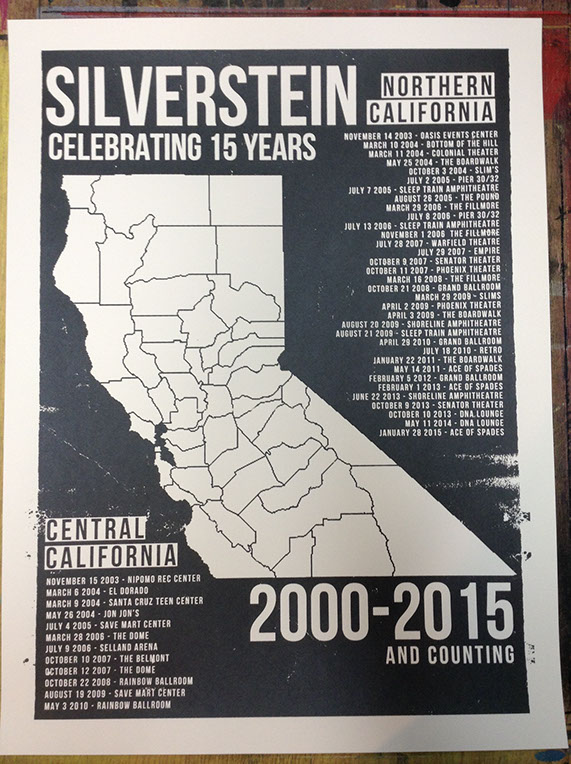 SILVERSTEIN
CELEBRATING 15 YEARS
NORTHERN
CALIFORNIA
NOVEMBER 14 2003 - OASIS EVENTS CENTER
MARCH 10 2004 - BOTTOM OF THE HILL
MARCH 11 2004 - COLONIAL THEATER
MAY 25 2004 - THE BOARDWALK
OCTOBER 3 2004 - SLIM'S
JULY 2 2005 - PIER 30/32
JULY 7 2005 - SLEEP TRAIN AMPHITHEATRE
AUGUST 26 2005 - THE POUND
MARCH 29 2006 - THE FILLMORE
JULY 8 2006 - PIER 30/32
JULY 13 2006 - SLEEP TRAIN AMPHITHEATRE
NOVEMBER 1 2006 THE FILLMORE
JULY 28 2007 - WARFIELD THEATRE
JULY 29 2007 - EMPIRE
OCTOBER 9 2007 - SENATOR THEATER
OCTOBER 11 2007 - PHOENIX THEATER
MARCH 16 2008 - THE FILLMORE
OCTOBER 21 2008 - GRAND BALLROOM
MARCH 29 2009 - SLIMS
APRIL 2 2009 - PHOENIX THEATER
APRIL 3 2009 - THE BOARDWALK
AUGUST 20 2009 - SHORELINE AMPHITHEATRE
AUGUST 21 2009 - SLEEP TRAIN AMPHITHEATRE
APRIL 29 2010 - GRAND BALLROOM
JULY 18 2010 - RETRO
JANUARY 22 2011 - THE BOARDWALK
MAY 14 2011 - ACE OF SPADES
FEBRUARY 5 2012 - GRAND BALLROOM
FEBRUARY 1 2013 - ACE OF SPADES
JUNE 22 2013 - SHORELINE AMPHITHEATRE
OCTOBER 9 2013 - SENATOR THEATRE
OCTOBER 10 2013 - DNA LOUNGE
MAY 11 2014 - DNA LOUNGE
JANUARY 28 2015 - ACE OF SPADES
CENTRAL
CALIFORNIA
NOVEMBER 15 2003 - NIPOMO REC CENTER
MARCH 6 2004 - EL DORADO
MARCH 9 2004 - SANTA CRUZ TEEN CENTER
MAY 26 2004 - JON JON'S
JULY 4 2005 - SAVE MART CENTER
MARCH 28 2006 - THE DOME
JULY 9 2006 - SELLAND ARENA
OCTOBER 10 2007 - THE BELMONT
OCTOBER 12 2007 - THE DOME
OCTOBER 22 2008 - RAINBOW BALLROOM
AUGUST 19 2009 - SAVE MART CENTER
MAY 3 2010 - RAINBOW BALLROOM
2000-2015
AND COUNTING